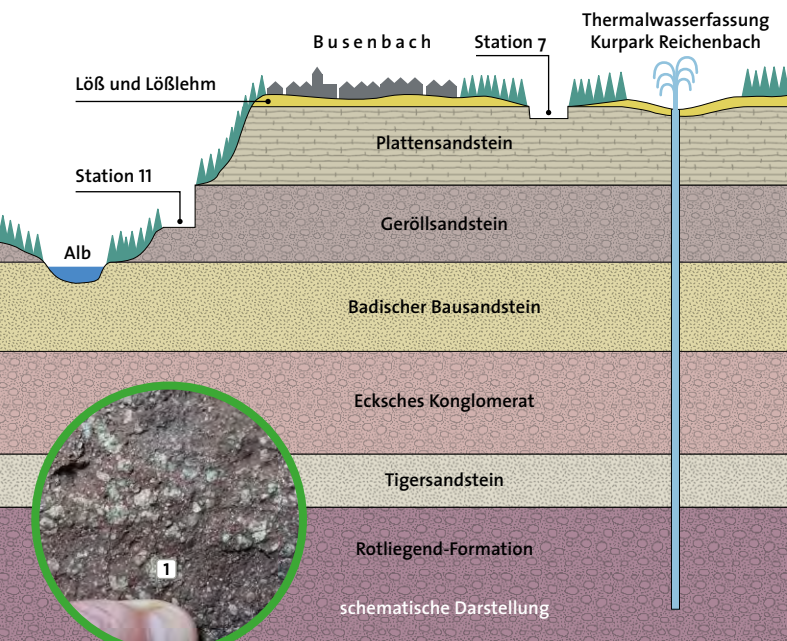 Thermalwasserfassung
Kurpark Reichenbach
Busenbach
Station 7
Löß und Lößlehm
Plattensandstein
Station 11
Geröllsandstein
Alb
Badischer Bausandstein
Ecksches Konglomerat
Tigersandstein
Rotliegend-Formation
1
schematische Darstellung